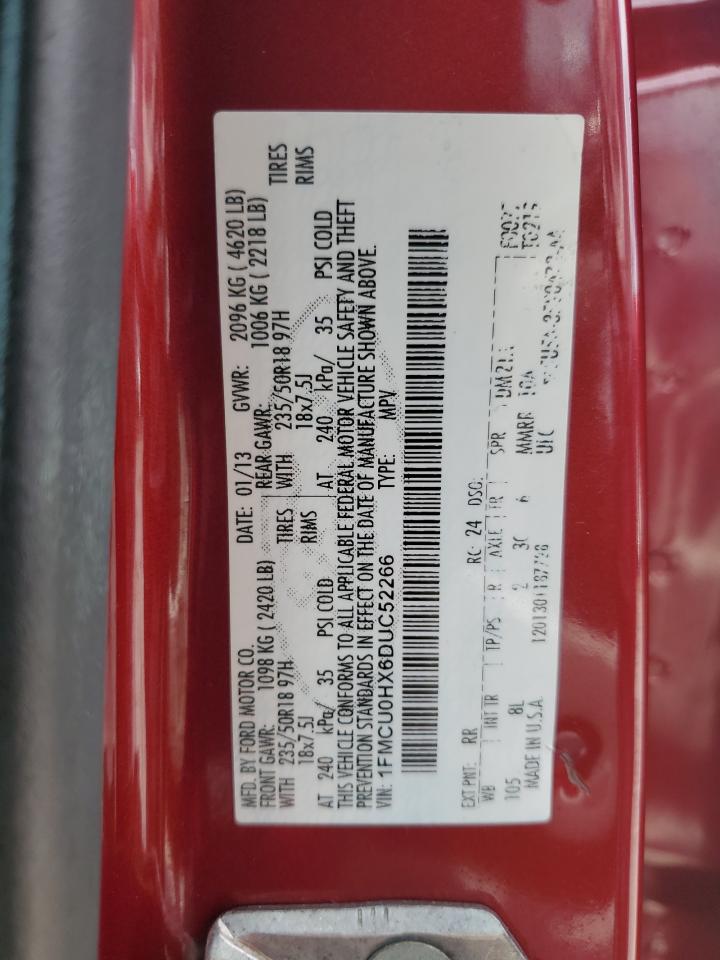 MFD. BY FORD MOTOR CO. DATE: 01/13 GVWR: 2096 KG ( 4620 LB)
FRONT GAWR: 1098 KG ( 2420 LB) REAR GAWR: 1006 KG ( 2218 LB)
WITH 235/50R18 97H TIRES WITH 235/50R18 97H TIRES
18x7.5J RIMS 18x7.5J RIMS
AT 240 kPa/ 35 PSI COLD AT 240 kPa/ 35 PSI COLD
THIS VEHICLE CONFORMS TO ALL APPLICABLE FEDERAL MOTOR VEHICLE SAFETY AND THEFT
PREVENTION STANDARDS IN EFFECT ON THE DATE OF MANUFACTURE SHOWN ABOVE.
VIN: 1FMCU0HX6DUC52266 TYPE: MPV
EXT PNT: RR RC: 24 DSO:
WB INT TR TP/PS R AXLE TR SPR
105 8L 2 3C 6
MADE IN U.S.A. UTC